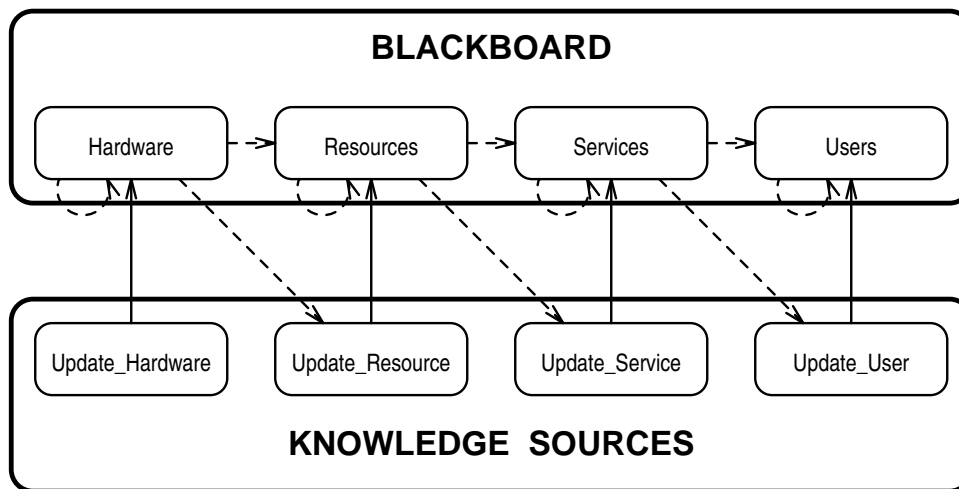 BLACKBOARD
Hardware
Resources
Services
Users
Update_Hardware
Update_Resource
Update_Service
Update_User
KNOWLEDGE SOURCES